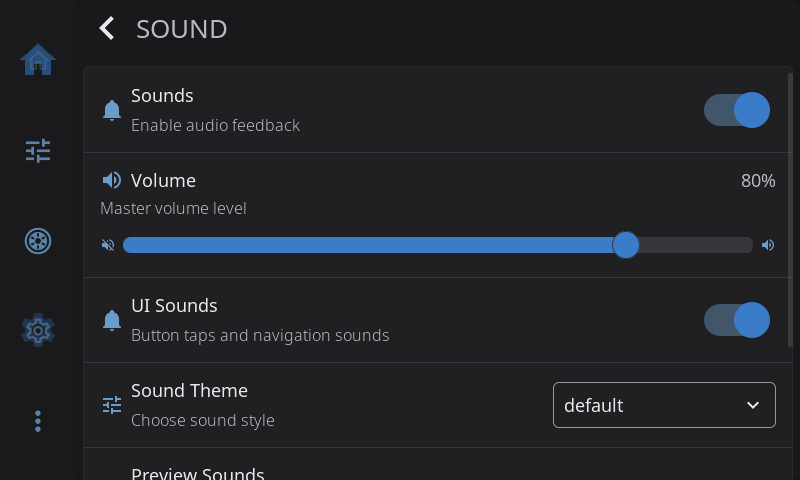 SOUND
Sounds
Enable audio feedback
Volume
80%
Master volume level
UI Sounds
Button taps and navigation sounds
Sound Theme
Choose sound style
default
Preview Sounds